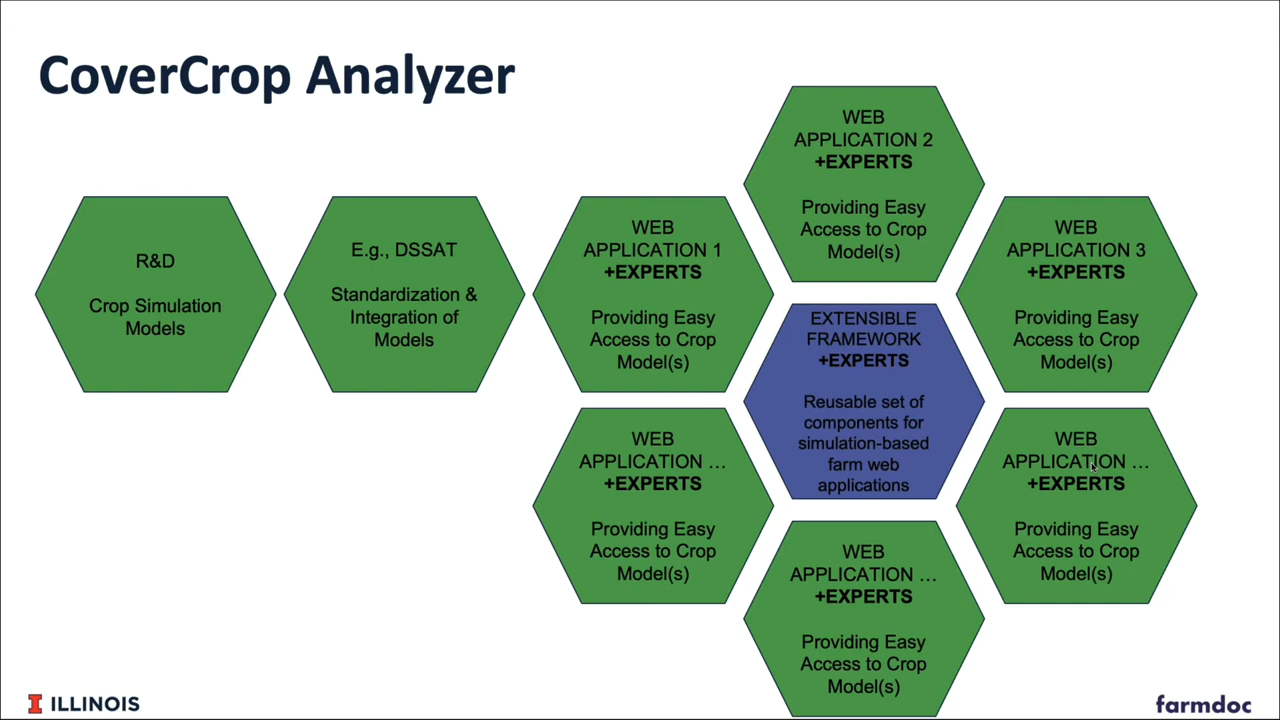 CoverCrop Analyzer
R&D
Crop Simulation
Models
E.g., DSSAT
Standardization &
Integration of
Models
WEB
APPLICATION 1
+EXPERTS
Providing Easy
Access to Crop
Model(s)
WEB
APPLICATION 2
+EXPERTS
Providing Easy
Access to Crop
Model(s)
WEB
APPLICATION 3
+EXPERTS
Providing Easy
Access to Crop
Model(s)
EXTENSIBLE
FRAMEWORK
+EXPERTS
Reusable set of
components for
simulation-based
farm web
applications
WEB
APPLICATION …
+EXPERTS
Providing Easy
Access to Crop
Model(s)
WEB
APPLICATION …
+EXPERTS
Providing Easy
Access to Crop
Model(s)
WEB
APPLICATION …
+EXPERTS
Providing Easy
Access to Crop
Model(s)
I ILLINOIS
farmdoc